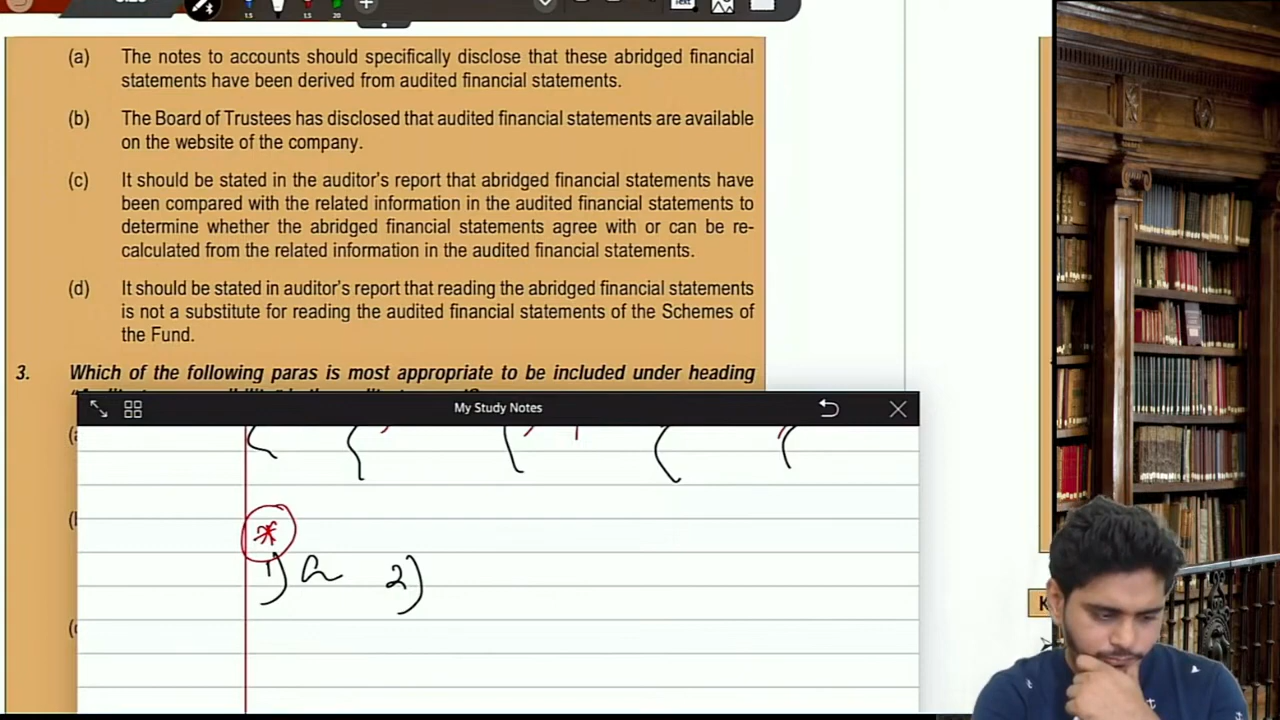 (a) The notes to accounts should specifically disclose that these abridged financial
statements have been derived from audited financial statements.
(b) The Board of Trustees has disclosed that audited financial statements are available
on the website of the company.
(c) It should be stated in the auditor's report that abridged financial statements have
been compared with the related information in the audited financial statements to
determine whether the abridged financial statements agree with or can be re-
calculated from the related information in the audited financial statements.
(d) It should be stated in auditor's report that reading the abridged financial statements
is not a substitute for reading the audited financial statements of the Schemes of
the Fund.
3. Which of the following paras is most appropriate to be included under heading
My Study Notes
1) a 2)
K